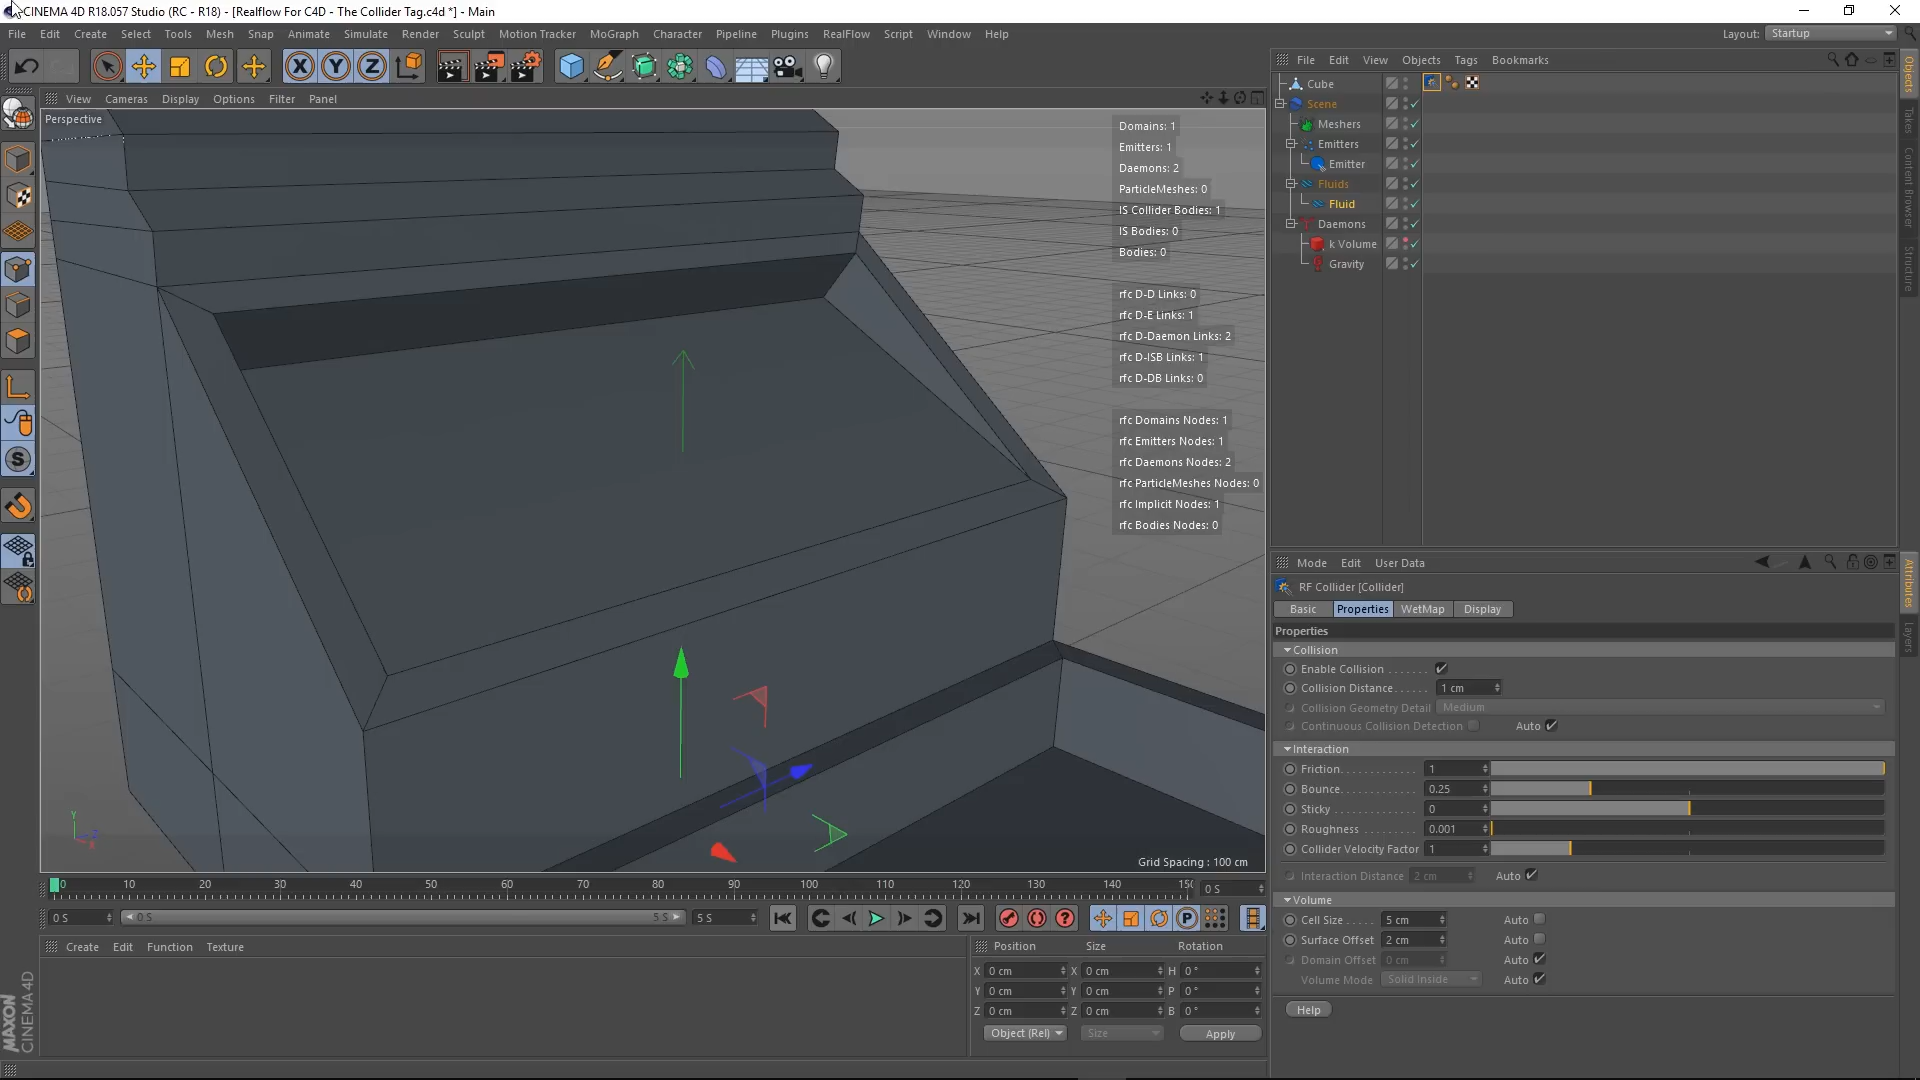 CINEMA 4D R18.057 Studio (RC - R18) - [Realflow For C4D - The Collider Tag.c4d *] - Main
File Edit Create Select Tools Mesh Snap Animate Simulate Render Sculpt Motion Tracker MoGraph Character Pipeline Plugins RealFlow Script Window Help
Layout: Startup
File Edit View Objects Tags Bookmarks
View Cameras Display Options Filter Panel
Perspective
Domains: 1
Emitters: 1
Daemons: 2
ParticleMeshes: 0
IS Collider Bodies: 1
IS Bodies: 0
Bodies: 0
rfc D-D Links: 0
rfc D-E Links: 1
rfc D-Daemon Links: 2
rfc D-ISB Links: 1
rfc D-DB Links: 0
rfc Domains Nodes: 1
rfc Emitters Nodes: 1
rfc Daemons Nodes: 2
rfc ParticleMeshes Nodes: 0
rfc Implicit Nodes: 1
rfc Bodies Nodes: 0
Grid Spacing : 100 cm
Y
Z
X
Cube
Scene
Meshers
Emitters
Emitter
Fluids
Fluid
Daemons
k Volume
Gravity
Objects
Takes
Content Browser
Structure
Mode Edit User Data
RF Collider [Collider]
Basic Properties WetMap Display
Properties
Collision
Enable Collision
Collision Distance 1 cm
Collision Geometry Detail Medium
Continuous Collision Detection Auto
Interaction
Friction 1
Bounce 0.25
Sticky 0
Roughness 0.001
Collider Velocity Factor 1
Interaction Distance 2 cm Auto
Volume
Cell Size 5 cm Auto
Surface Offset 2 cm Auto
Domain Offset 0 cm Auto
Volume Mode Solid Inside Auto
Help
Attributes
Layers
0 10 20 30 40 50 60 70 80 90 100 110 120 130 140 150
0 S
0 S 0 S 5 S 5 S
Create Edit Function Texture
Position Size Rotation
X 0 cm X 0 cm H 0 °
Y 0 cm Y 0 cm P 0 °
Z 0 cm Z 0 cm B 0 °
Object (Rel) Size Apply
MAXON
CINEMA 4D